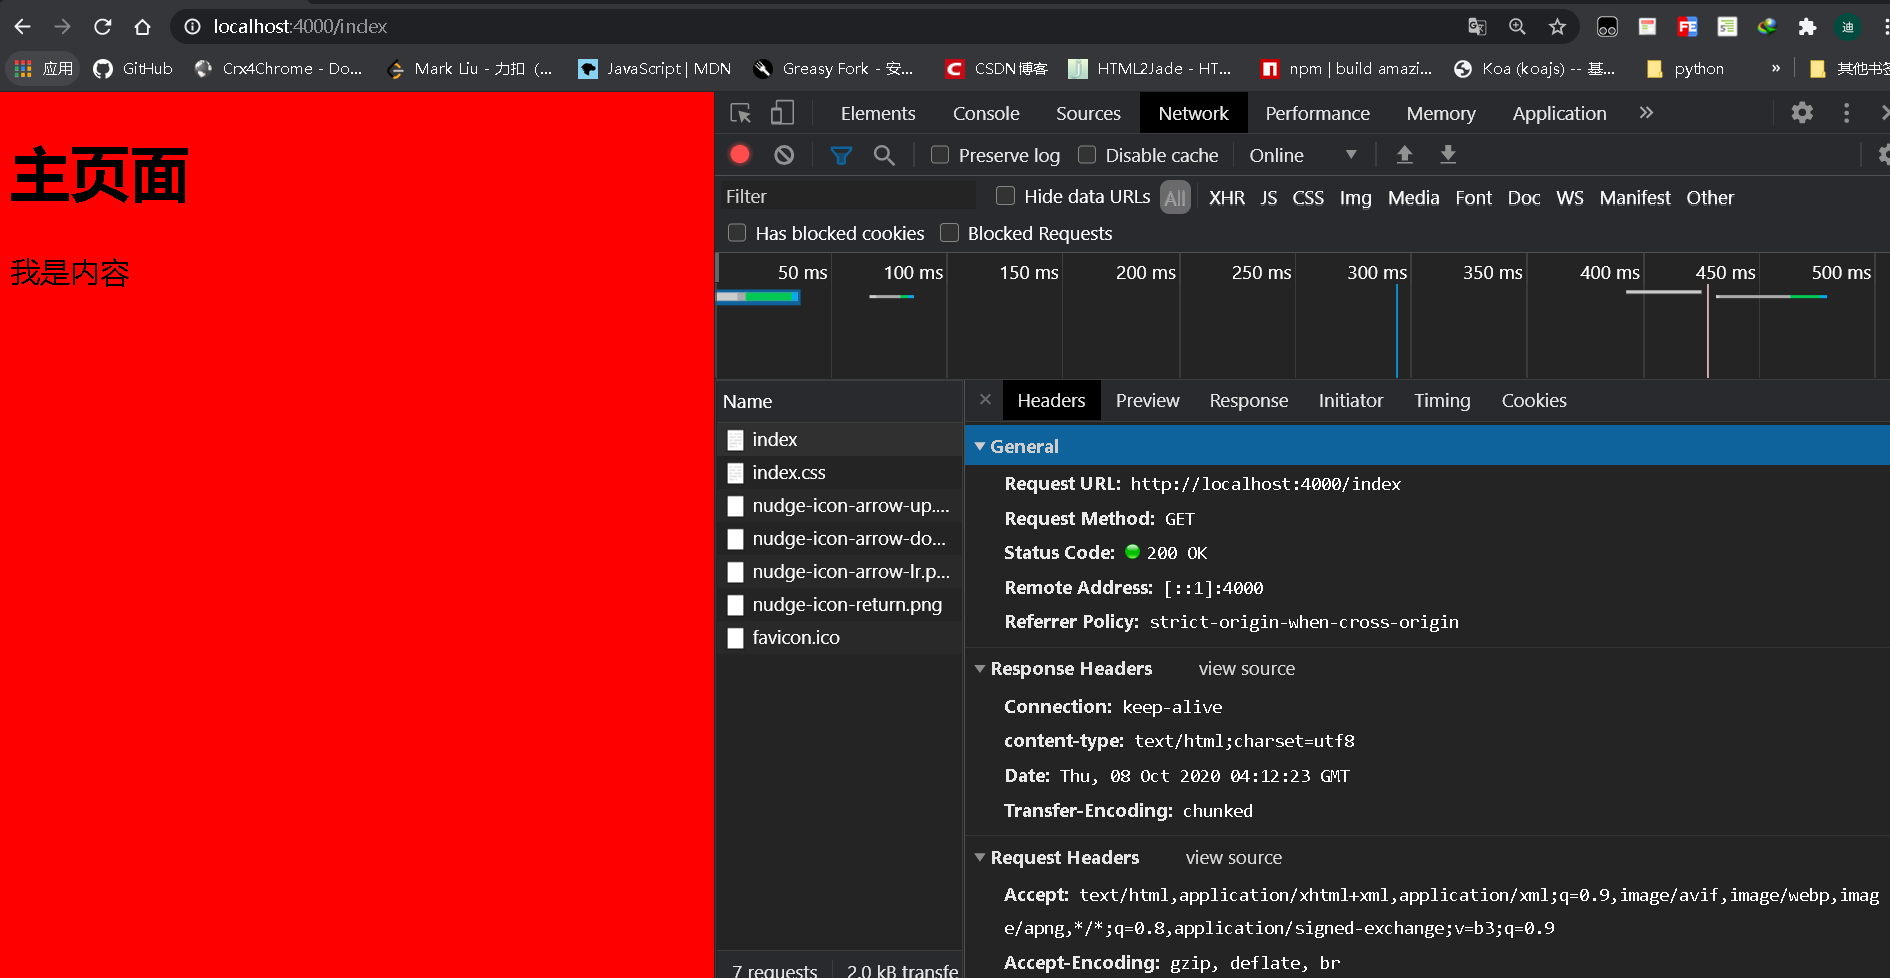 localhost:4000/index
应用 GitHub Crx4Chrome - Do... Mark Liu - 力扣 (... JavaScript | MDN Greasy Fork - 安... CSDN博客 HTML2Jade - HT... npm | build amazi... Koa (koajs) -- 基... python » 其他书签
主页面
我是内容
Elements Console Sources Network Performance Memory Application »
Preserve log Disable cache Online
Filter Hide data URLs All XHR JS CSS Img Media Font Doc WS Manifest Other
Has blocked cookies Blocked Requests
50 ms 100 ms 150 ms 200 ms 250 ms 300 ms 350 ms 400 ms 450 ms 500 ms
Name
index
index.css
nudge-icon-arrow-up....
nudge-icon-arrow-do...
nudge-icon-arrow-lr.p...
nudge-icon-return.png
favicon.ico
7 requests 2.0 kB transfe
Headers Preview Response Initiator Timing Cookies
General
Request URL: http://localhost:4000/index
Request Method: GET
Status Code: 200 OK
Remote Address: [::1]:4000
Referrer Policy: strict-origin-when-cross-origin
Response Headers view source
Connection: keep-alive
content-type: text/html;charset=utf8
Date: Thu, 08 Oct 2020 04:12:23 GMT
Transfer-Encoding: chunked
Request Headers view source
Accept: text/html,application/xhtml+xml,application/xml;q=0.9,image/avif,image/webp,imag
e/apng,*/*;q=0.8,application/signed-exchange;v=b3;q=0.9
Accept-Encoding: gzip, deflate, br